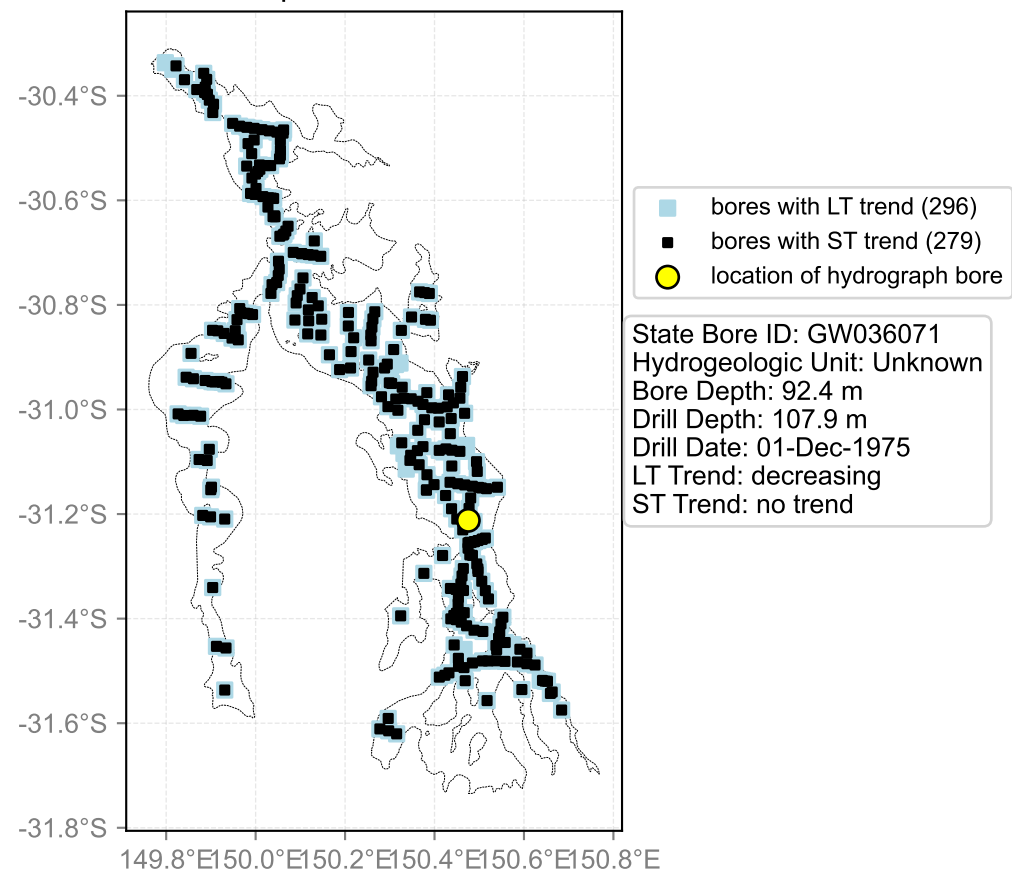 -30.4°S
-30.6°S
-30.8°S
-31.0°S
-31.2°S
-31.4°S
-31.6°S
-31.8°S
149.8°E150.0°E150.2°E150.4°E150.6°E150.8°E
bores with LT trend (296)
bores with ST trend (279)
location of hydrograph bore
State Bore ID: GW036071
Hydrogeologic Unit: Unknown
Bore Depth: 92.4 m
Drill Depth: 107.9 m
Drill Date: 01-Dec-1975
LT Trend: decreasing
ST Trend: no trend